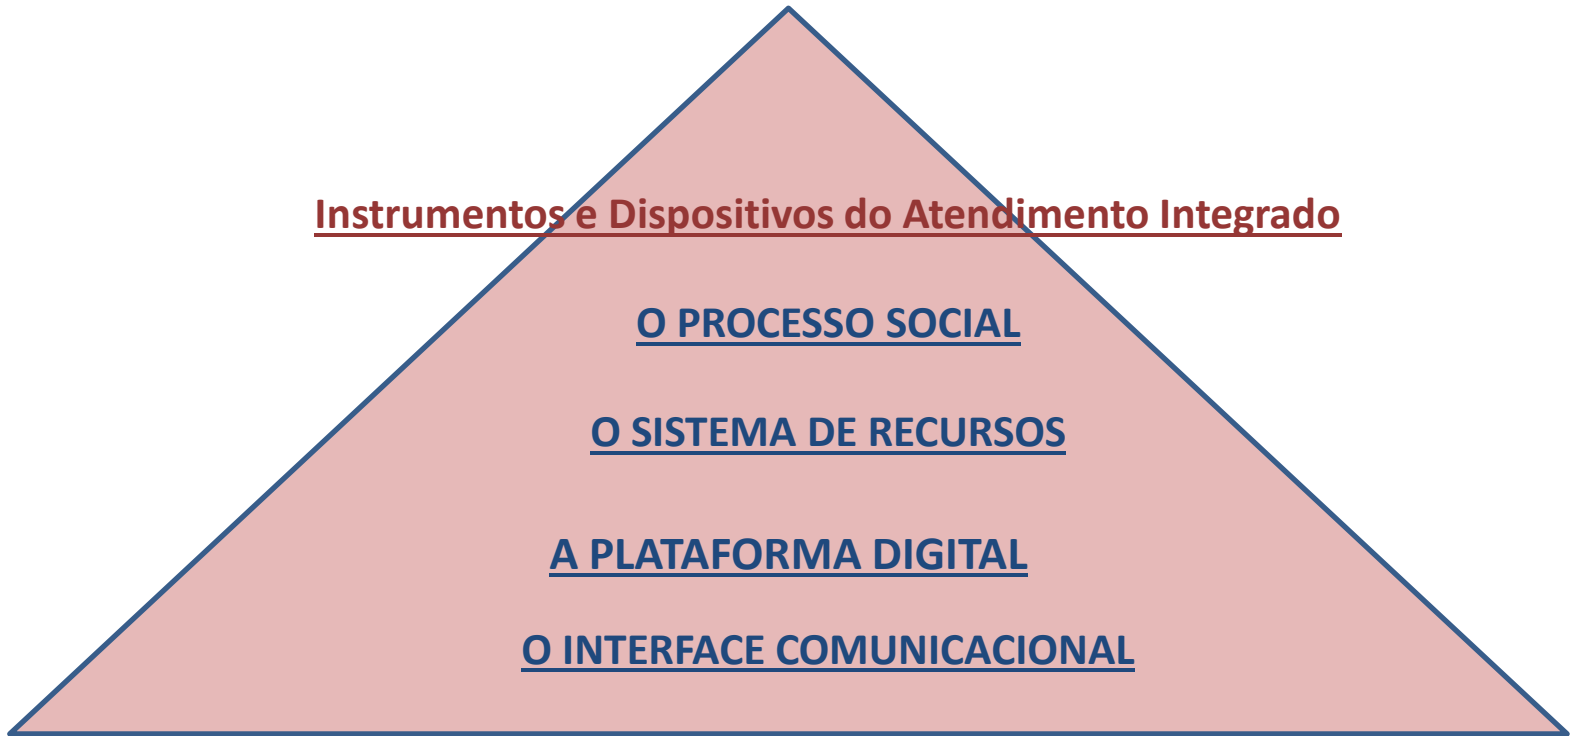 Instrumentos e Dispositivos do Atendimento Integrado
O PROCESSO SOCIAL
O SISTEMA DE RECURSOS
A PLATAFORMA DIGITAL
O INTERFACE COMUNICACIONAL